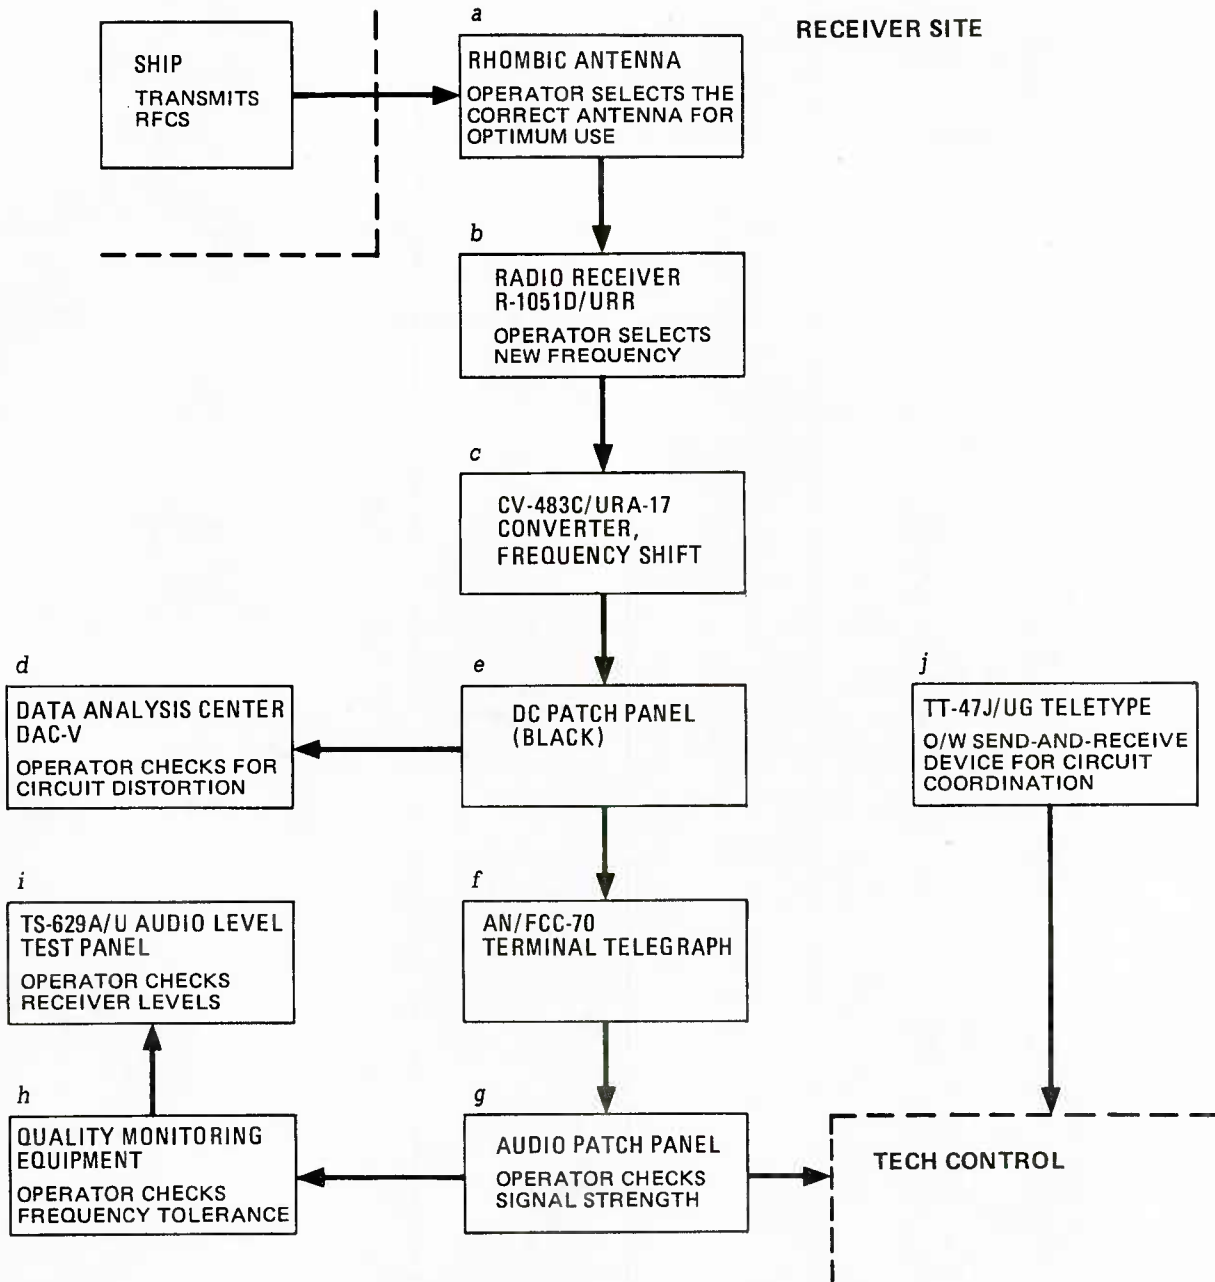 RECEIVER SITE
SHIP
TRANSMITS
RFCS
a
RHOMBIC ANTENNA
OPERATOR SELECTS THE
CORRECT ANTENNA FOR
OPTIMUM USE
b
RADIO RECEIVER
R-1051D/URR
OPERATOR SELECTS
NEW FREQUENCY
c
CV-483C/URA-17
CONVERTER,
FREQUENCY SHIFT
d
DATA ANALYSIS CENTER
DAC-V
OPERATOR CHECKS FOR
CIRCUIT DISTORTION
e
DC PATCH PANEL
(BLACK)
j
TT-47J/UG TELETYPE
O/W SEND-AND-RECEIVE
DEVICE FOR CIRCUIT
COORDINATION
i
TS-629A/U AUDIO LEVEL
TEST PANEL
OPERATOR CHECKS
RECEIVER LEVELS
f
AN/FCC-70
TERMINAL TELEGRAPH
h
QUALITY MONITORING
EQUIPMENT
OPERATOR CHECKS
FREQUENCY TOLERANCE
g
AUDIO PATCH PANEL
OPERATOR CHECKS
SIGNAL STRENGTH
TECH CONTROL